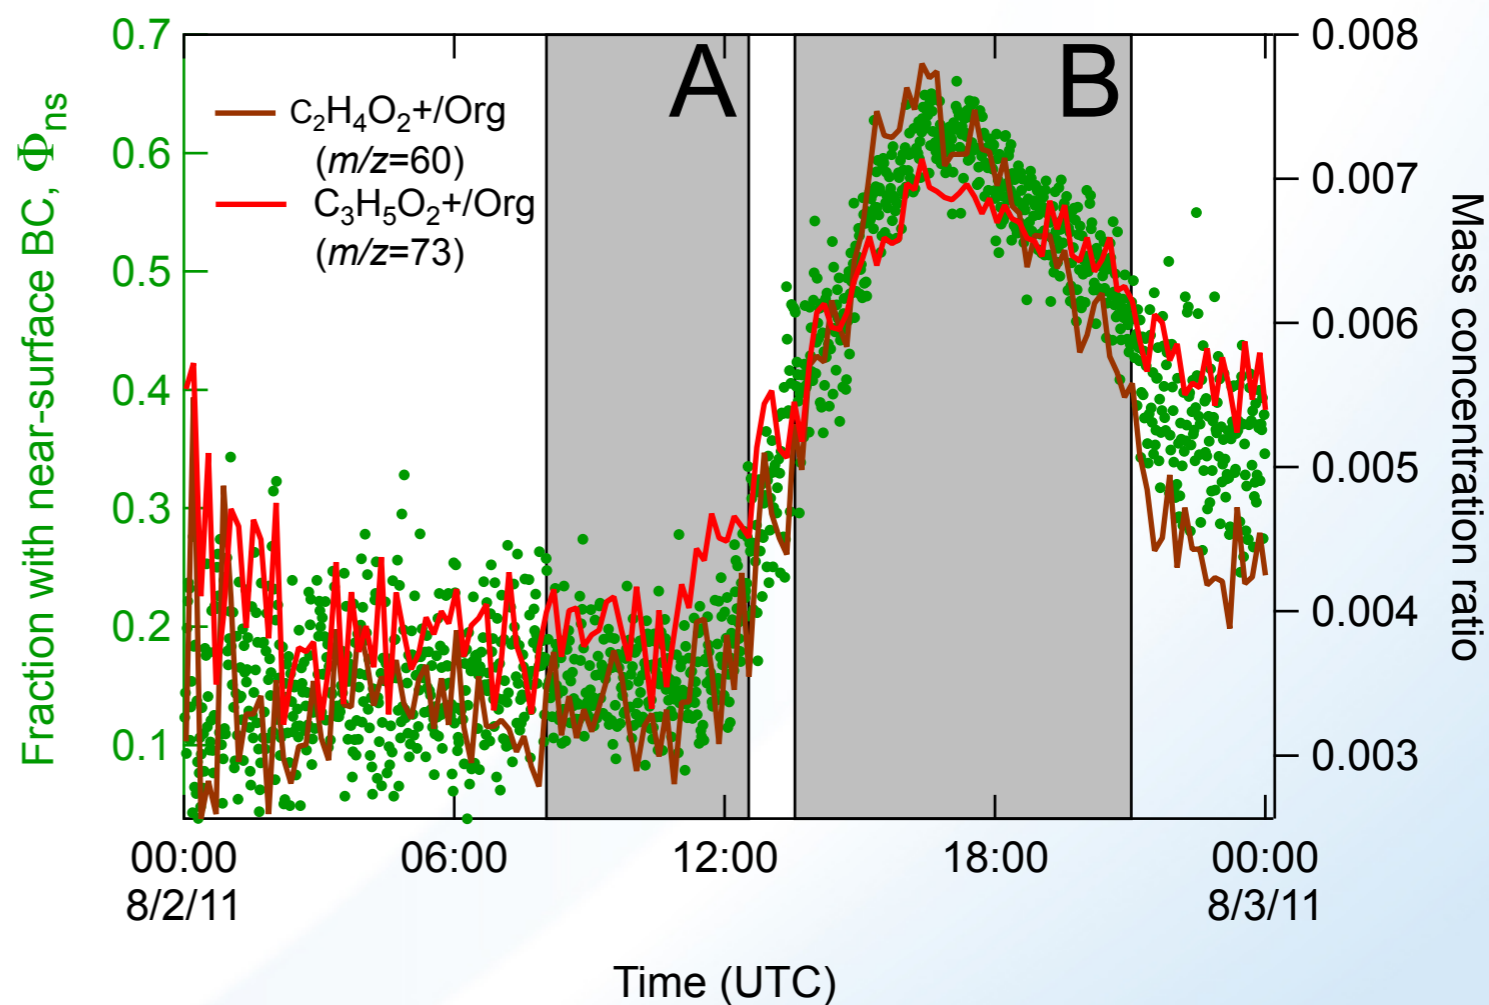 0.7
0.6
0.5
0.4
0.3
0.2
0.1
Fraction with near-surface BC, Φns
C2H4O2+/Org
(m/z=60)
C3H5O2+/Org
(m/z=73)
A
B
0.008
0.007
0.006
0.005
0.004
0.003
Mass concentration ratio
00:00
06:00
12:00
18:00
00:00
8/2/11
8/3/11
Time (UTC)